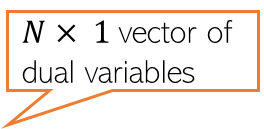 N × 1 vector of
dual variables